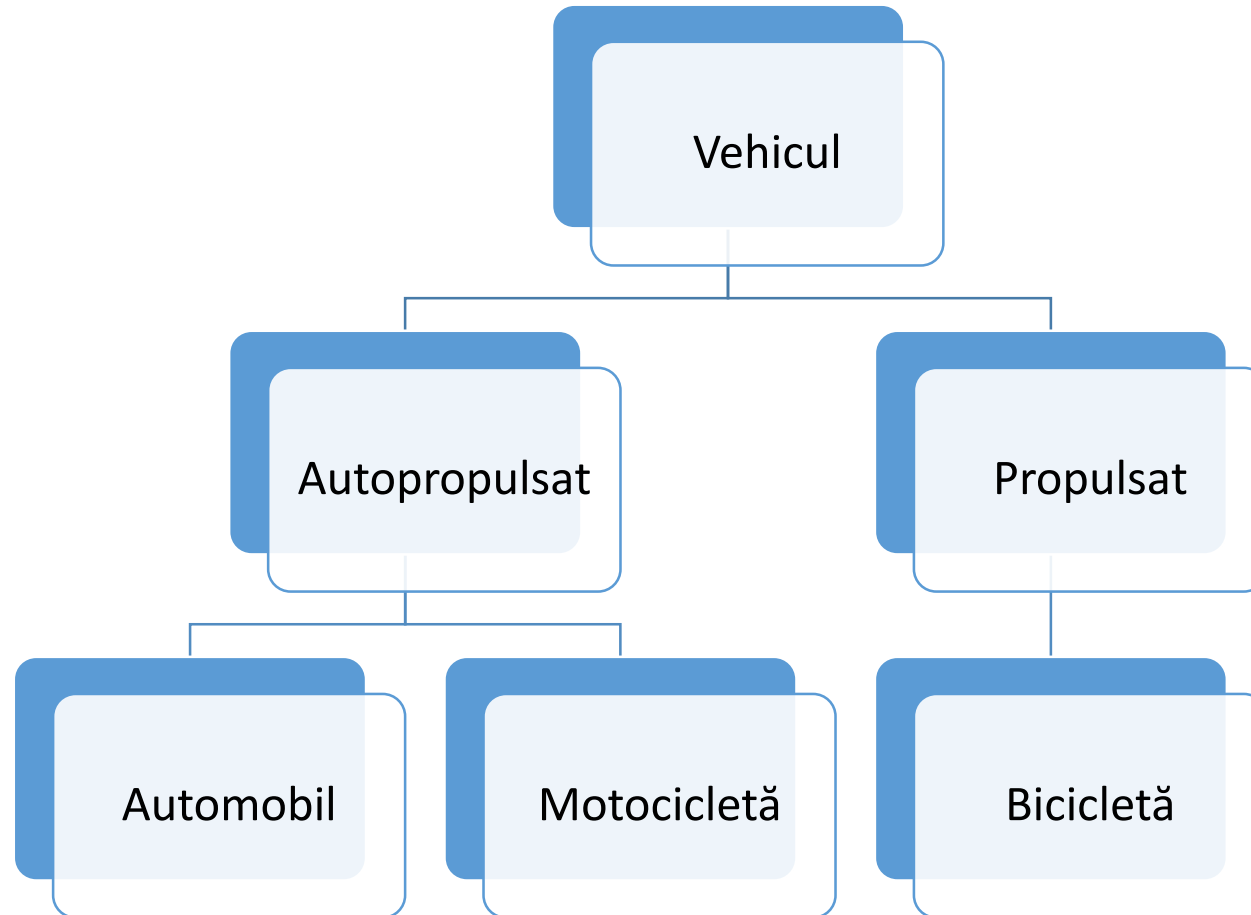 Vehicul
Autopropulsat
Propulsat
Automobil
Motocicletă
Bicicletă